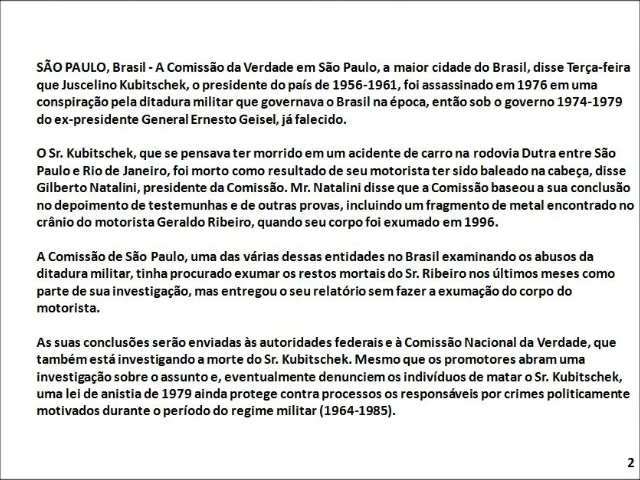 SÃO PAULO, Brasil - A Comissão da Verdade em São Paulo, a maior cidade do Brasil, disse Terça-feira
que Juscelino Kubitschek, o presidente do país de 1956-1961, foi assassinado em 1976 em uma
conspiração pela ditadura militar que governava o Brasil na época, então sob o governo 1974-1979
do ex-presidente General Ernesto Geisel, já falecido.
O Sr. Kubitschek, que se pensava ter morrido em um acidente de carro na rodovia Dutra entre São
Paulo e Rio de Janeiro, foi morto como resultado de seu motorista ter sido baleado na cabeça, disse
Gilberto Natalini, presidente da Comissão. Mr. Natalini disse que a Comissão baseou a sua conclusão
no depoimento de testemunhas e de outras provas, incluindo um fragmento de metal encontrado no
crânio do motorista Geraldo Ribeiro, quando seu corpo foi exumado em 1996.
A Comissão de São Paulo, uma das várias dessas entidades no Brasil examinando os abusos da
ditadura militar, tinha procurado exumar os restos mortais do Sr. Ribeiro nos últimos meses como
parte de sua investigação, mas entregou o seu relatório sem fazer a exumação do corpo do
motorista.
As suas conclusões serão enviadas às autoridades federais e à Comissão Nacional da Verdade, que
também está investigando a morte do Sr. Kubitschek. Mesmo que os promotores abram uma
investigação sobre o assunto e, eventualmente denunciem os indivíduos de matar o Sr. Kubitschek,
uma lei de anistia de 1979 ainda protege contra processos os responsáveis por crimes politicamente
motivados durante o período do regime militar (1964-1985).
2